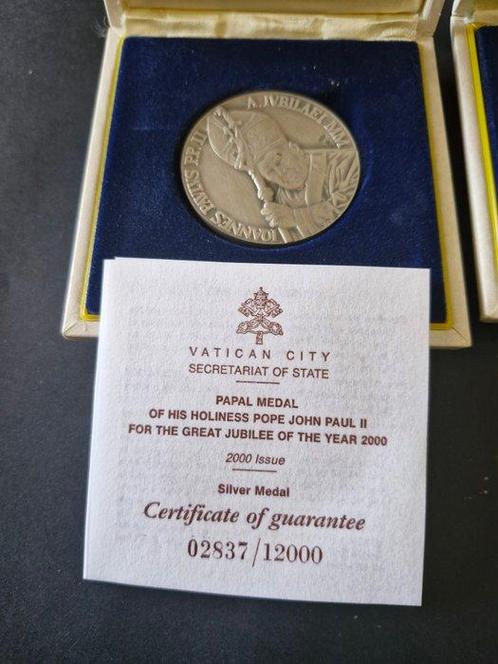 IOANNES PAVLVS PP. II A. IVBILAEI MM
VATICAN CITY
SECRETARIAT OF STATE
PAPAL MEDAL
OF HIS HOLINESS POPE JOHN PAUL II
FOR THE GREAT JUBILEE OF THE YEAR 2000
2000 Issue
Silver Medal
Certificate of guarantee
02837/12000